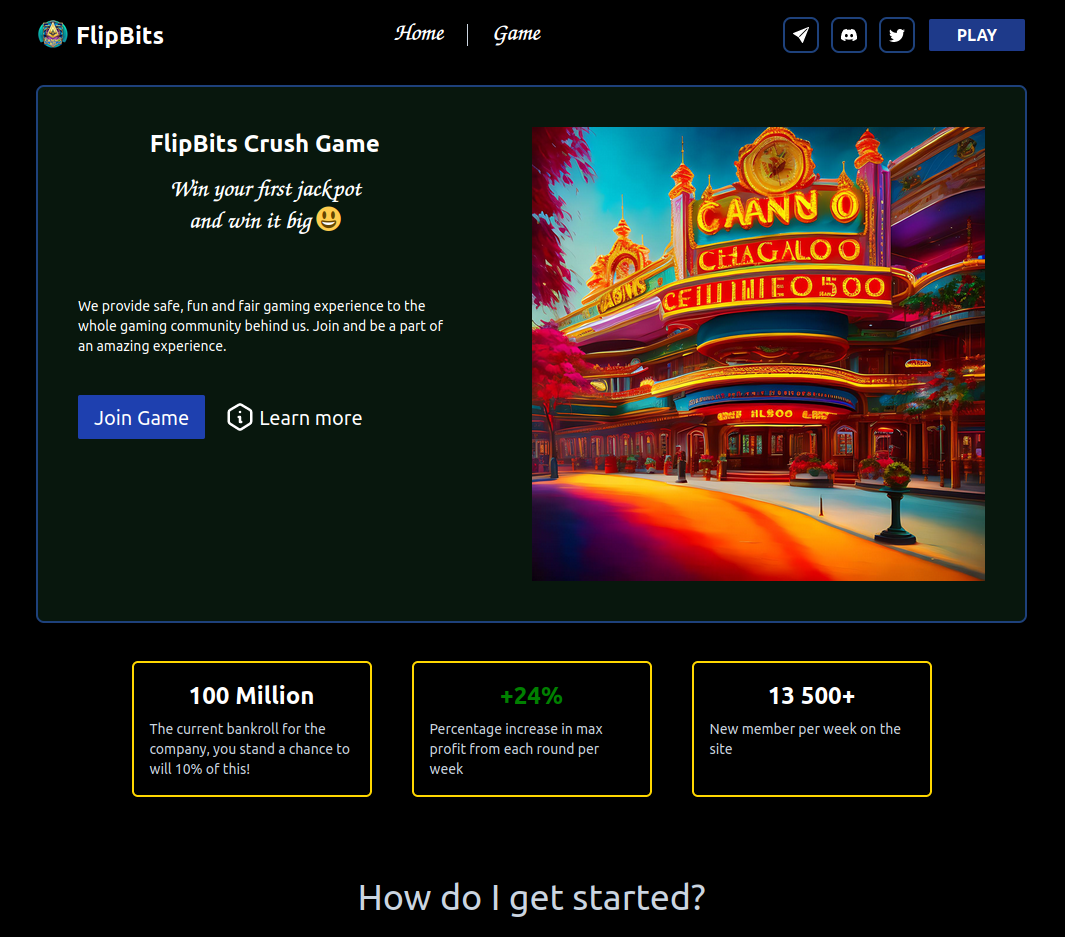 FlipBits
Home
Game
PLAY
FlipBits Crush Game
Win your first jackpot
and win it big
We provide safe, fun and fair gaming experience to the
whole gaming community behind us. Join and be a part of
an amazing experience.
Join Game
Learn more
CAANN O
CHAGALOO
100 Million
The current bankroll for the
company, you stand a chance to
will 10% of this!
+24%
Percentage increase in max
profit from each round per
week
13 500+
New member per week on the
site
How do I get started?